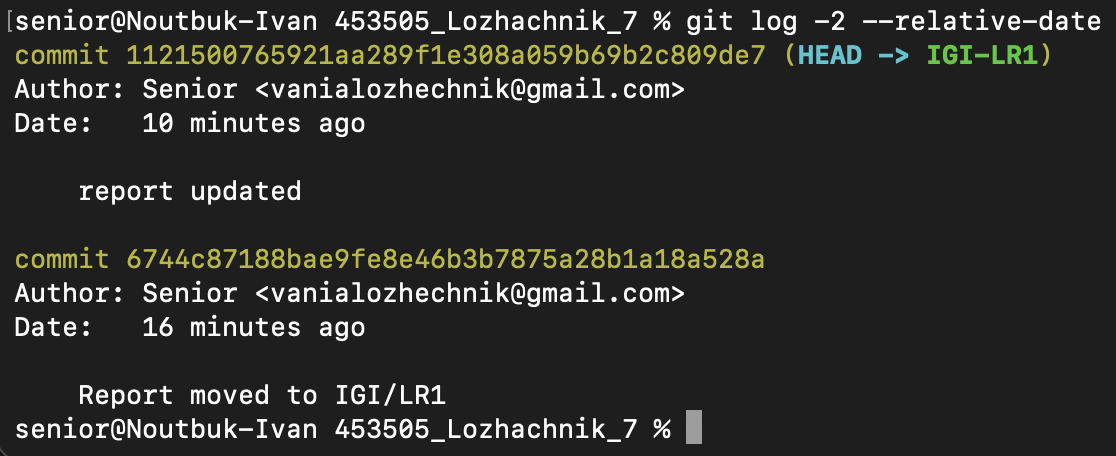 [senior@Noutbuk-Ivan 453505_Lozhachnik_7 % git log -2 --relative-date
commit 1121500765921aa289f1e308a059b69b2c809de7 (HEAD -> IGI-LR1)
Author: Senior <vanialozhechnik@gmail.com>
Date:   10 minutes ago
report updated
commit 6744c87188bae9fe8e46b3b7875a28b1a18a528a
Author: Senior <vanialozhechnik@gmail.com>
Date:   16 minutes ago
Report moved to IGI/LR1
senior@Noutbuk-Ivan 453505_Lozhachnik_7 %